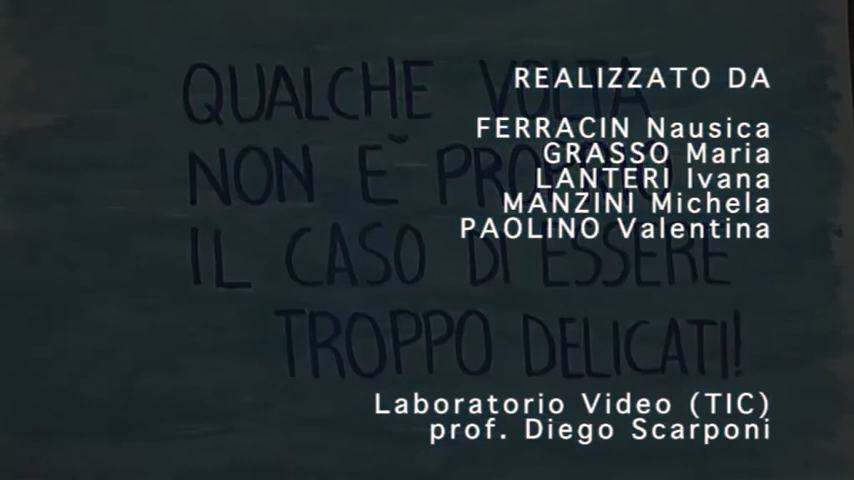 QUALCHE VOLTA
NON È PROPRIO
IL CASO DI ESSERE
TROPPO DELICATI!
REALIZZATO DA
FERRACIN Nausica
GRASSO Maria
LANTERI Ivana
MANZINI Michela
PAOLINO Valentina
Laboratorio Video (TIC)
prof. Diego Scarponi